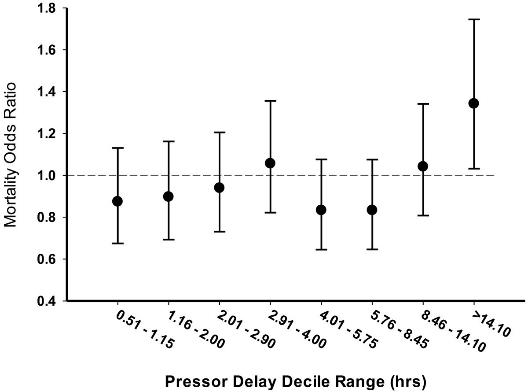 Mortality Odds Ratio
1.8
1.6
1.4
1.2
1.0
0.8
0.6
0.4
0.51 - 1.15
1.16 - 2.00
2.01 - 2.90
2.91 - 4.00
4.01 - 5.75
5.76 - 8.45
8.46 - 14.10
>14.10
Pressor Delay Decile Range (hrs)